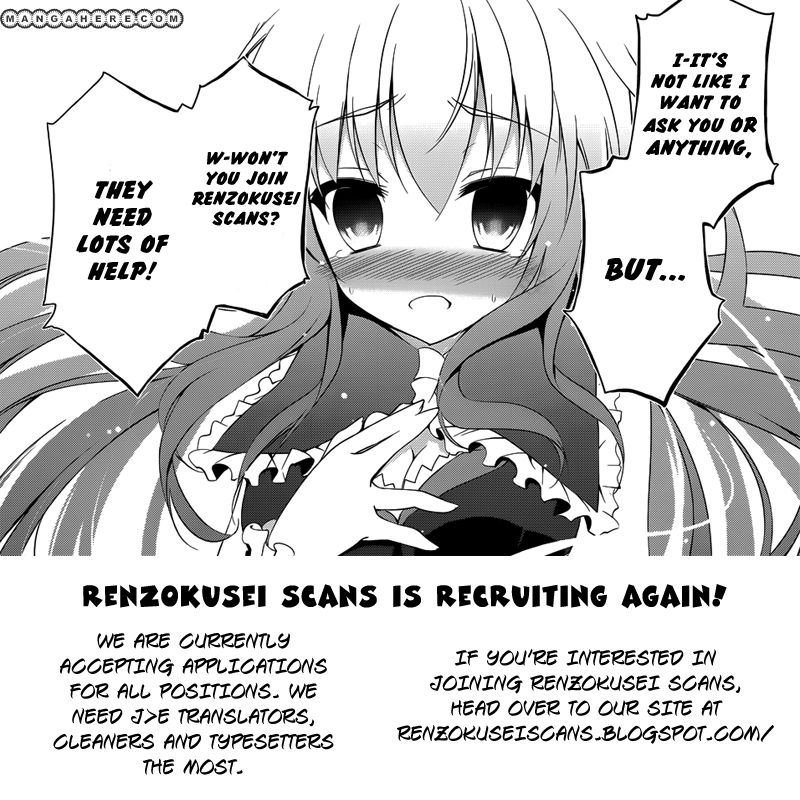 MANGAHERE.COM
I-IT'S
NOT LIKE I
WANT TO
ASK YOU OR
ANYTHING,
BUT...
W-WON'T
YOU JOIN
RENZOKUSEI
SCANS?
THEY
NEED
LOTS OF
HELP!
RENZOKUSEI SCANS IS RECRUITING AGAIN!
WE ARE CURRENTLY
ACCEPTING APPLICATIONS
FOR ALL POSITIONS. WE
NEED J>E TRANSLATORS,
CLEANERS AND TYPESETTERS
THE MOST.
IF YOU'RE INTERESTED IN
JOINING RENZOKUSEI SCANS,
HEAD OVER TO OUR SITE AT
RENZOKUSEISCANS.BLOGSPOT.COM/